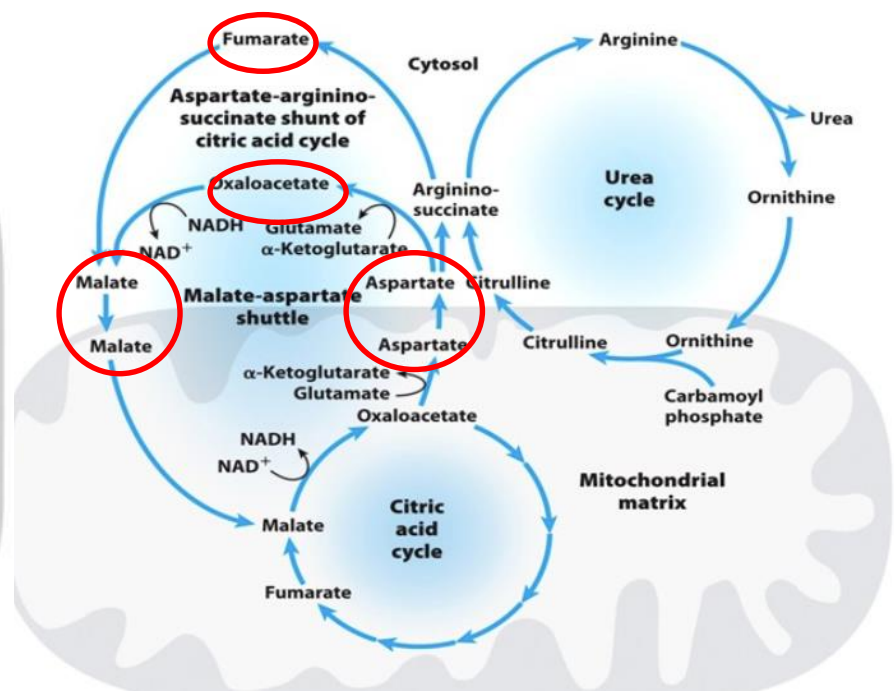 Fumarate
Cytosol
Arginine
Aspartate-arginino-
succinate shunt of
citric acid cycle
Urea
Oxaloacetate
Arginino-
succinate
Urea
cycle
Ornithine
NADH
Glutamate
α-Ketoglutarate
NAD+
Malate
Malate-aspartate
shuttle
Aspartate
Citrulline
Malate
Aspartate
Citrulline
Ornithine
α-Ketoglutarate
Glutamate
Carbamoyl
phosphate
Oxaloacetate
NADH
NAD+
Mitochondrial
matrix
Citric
acid
cycle
Malate
Fumarate